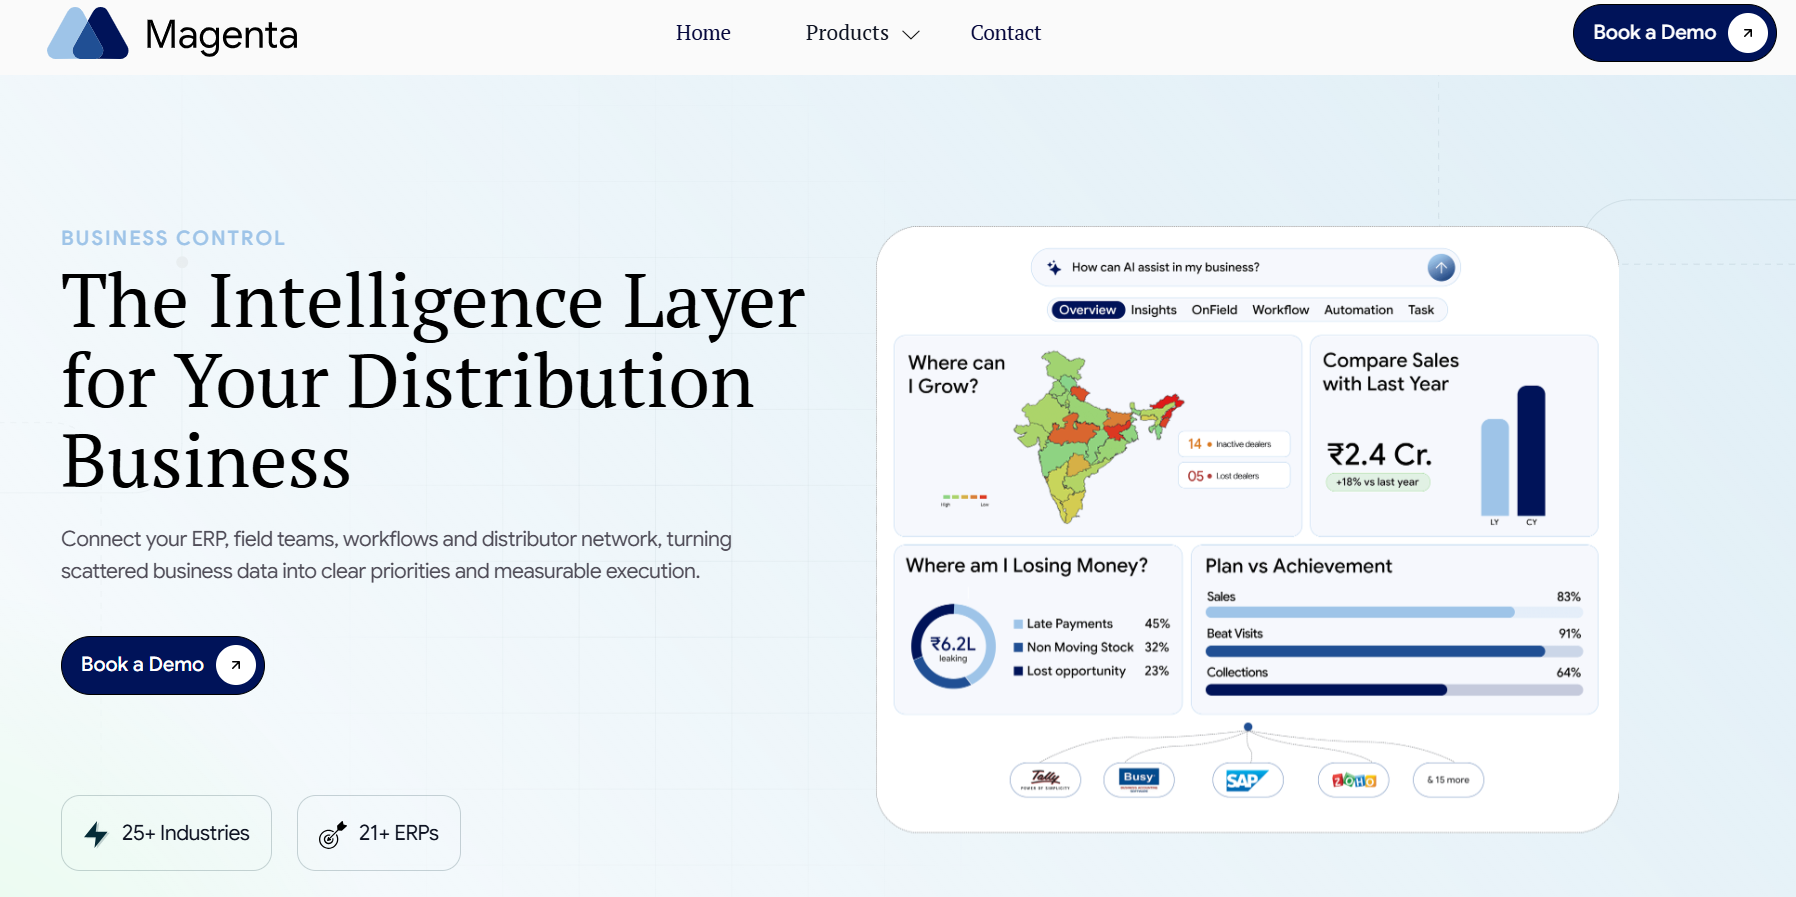 Magenta
Home
Products
Contact
Book a Demo
BUSINESS CONTROL
The Intelligence Layer
for Your Distribution
Business
Connect your ERP, field teams, workflows and distributor network, turning
scattered business data into clear priorities and measurable execution.
Book a Demo
25+ Industries
21+ ERPs
How can AI assist in my business?
Overview
Insights
OnField
Workflow
Automation
Task
Where can
I Grow?
14 • Inactive dealers
05 • Lost dealers
High
Low
Compare Sales
with Last Year
₹2.4 Cr.
+18% vs last year
LY
CY
Where am I Losing Money?
₹6.2L
leaking
Late Payments 45%
Non Moving Stock 32%
Lost opportunity 23%
Plan vs Achievement
Sales 83%
Beat Visits 91%
Collections 64%
Tally
POWER OF SIMPLICITY
Busy
SAP
ZOHO
& 15 more